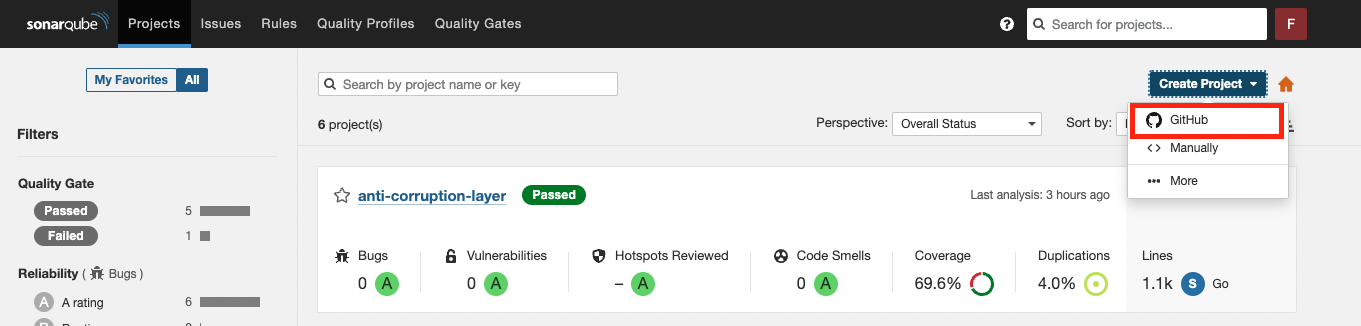 sonarqube Projects Issues Rules Quality Profiles Quality Gates ? Search for projects... F
My Favorites All
Search by project name or key
Create Project
GitHub
Manually
More
6 project(s)
Perspective: Overall Status Sort by:
Filters
Quality Gate
Passed 5
Failed 1
Reliability ( Bugs )
A A rating 6
anti-corruption-layer Passed
Last analysis: 3 hours ago
Bugs Vulnerabilities Hotspots Reviewed Code Smells Coverage Duplications Lines
0 A 0 A – A 0 A 69.6% 4.0% 1.1k S Go